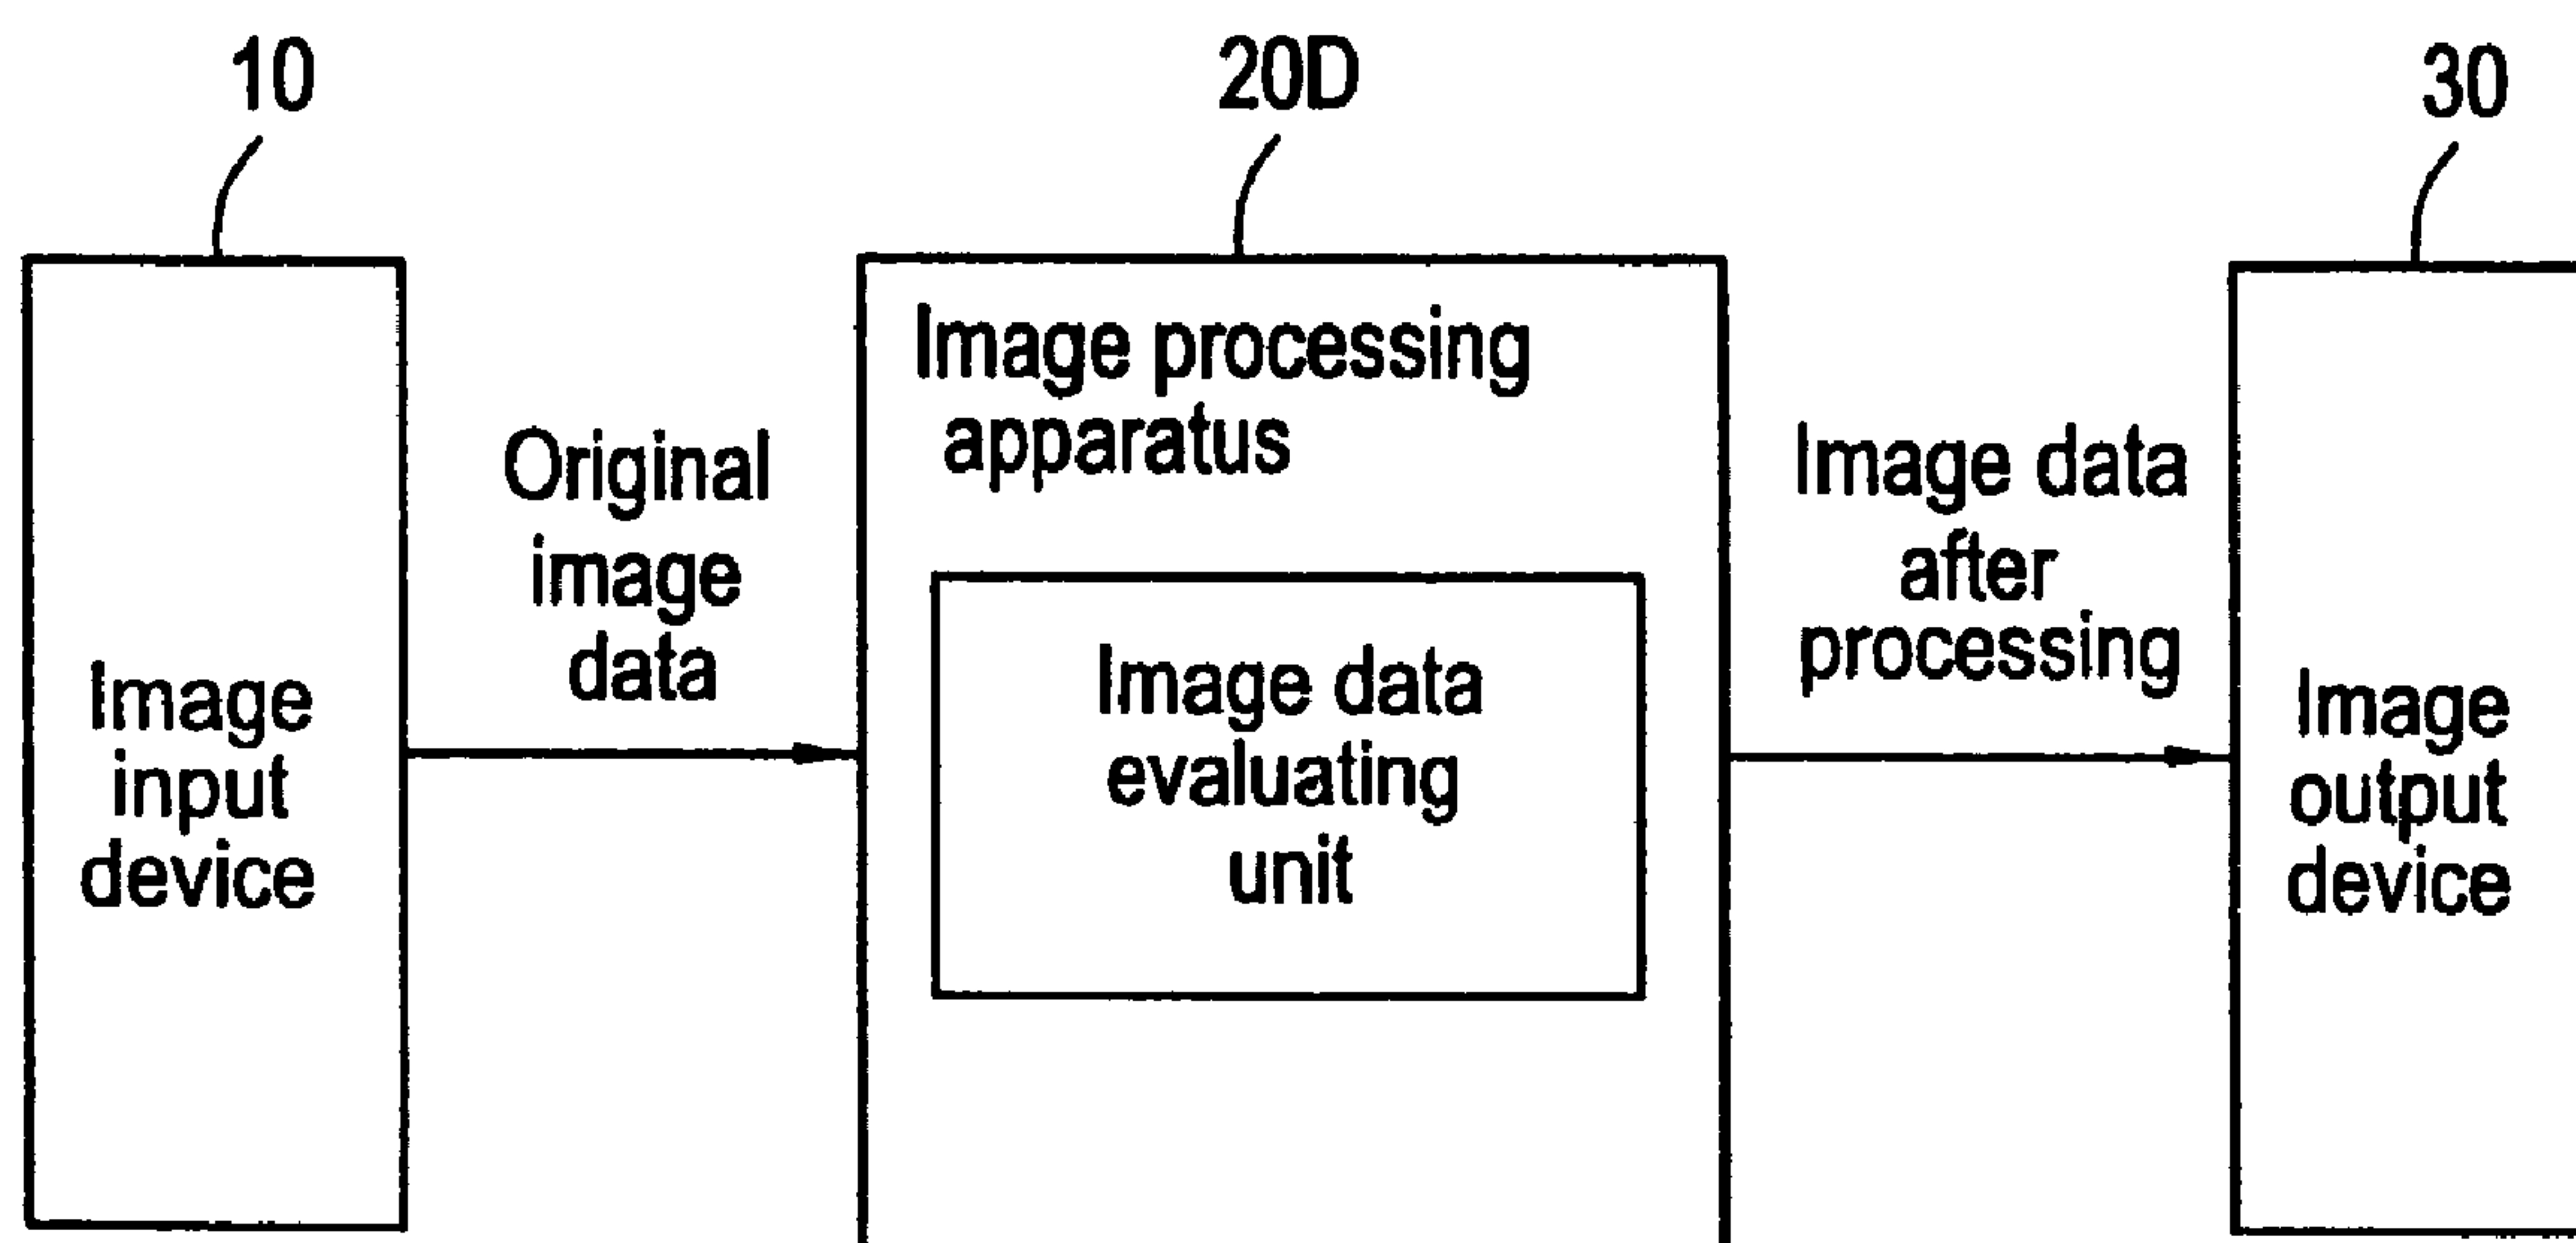 10
20D
30
Image
input
device
Original
image
data
Image processing
apparatus
Image data
evaluating
unit
Image data
after
processing
Image
output
device